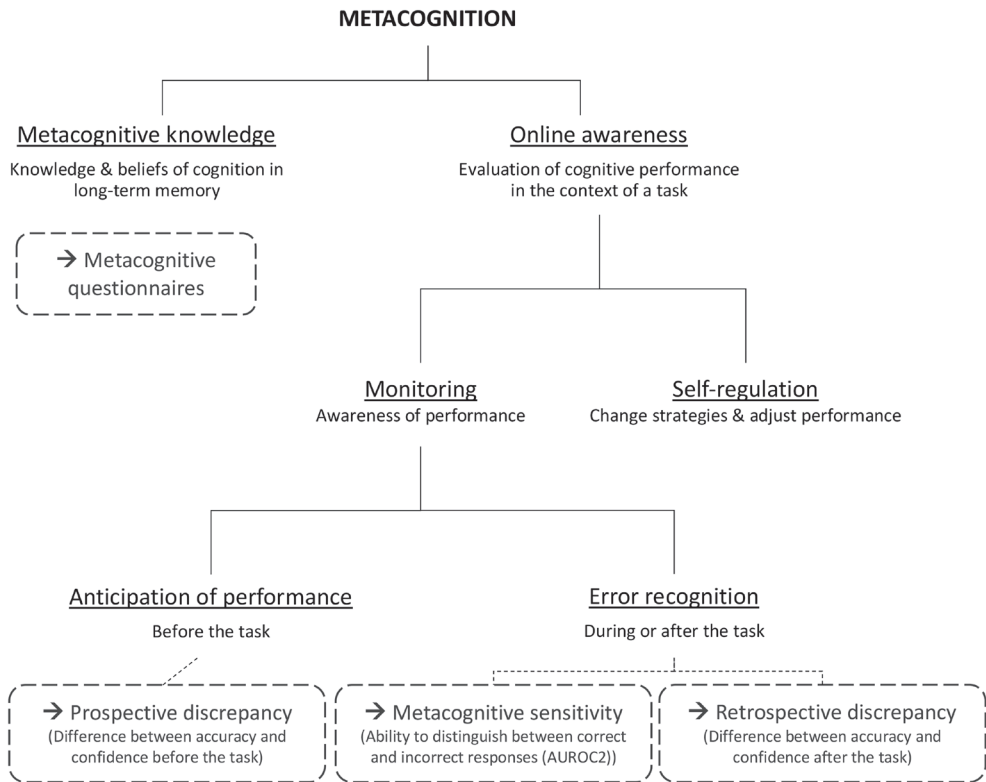 METACOGNITION
Metacognitive knowledge
Knowledge & beliefs of cognition in
long-term memory
→ Metacognitive
questionnaires
Online awareness
Evaluation of cognitive performance
in the context of a task
Monitoring
Awareness of performance
Self-regulation
Change strategies & adjust performance
Anticipation of performance
Before the task
Error recognition
During or after the task
→ Prospective discrepancy
(Difference between accuracy and
confidence before the task)
→ Metacognitive sensitivity
(Ability to distinguish between correct
and incorrect responses (AUROC2))
→ Retrospective discrepancy
(Difference between accuracy and
confidence after the task)